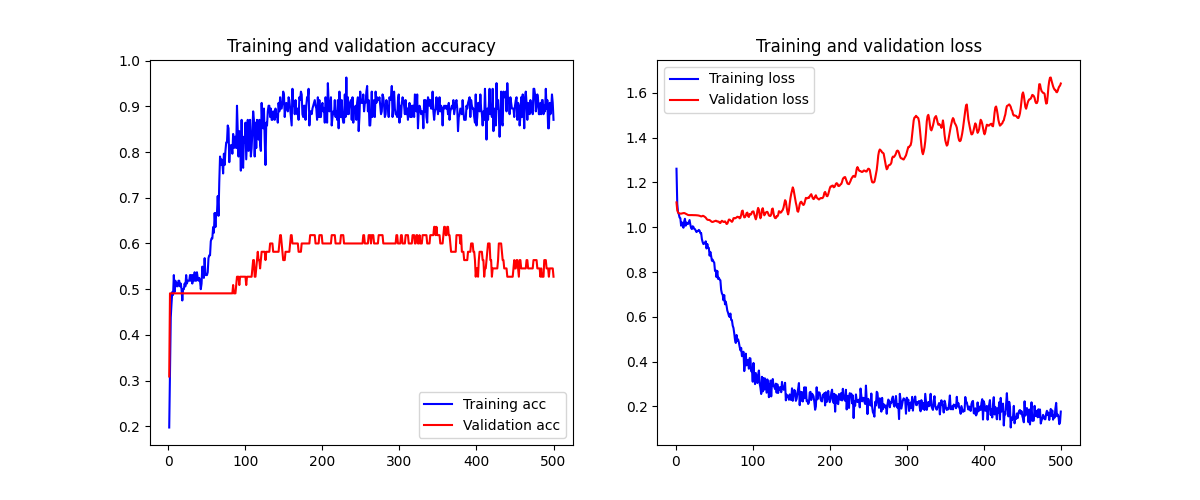 Training and validation accuracy
1.0
0.9
0.8
0.7
0.6
0.5
0.4
0.3
0.2
0 100 200 300 400 500
Training acc
Validation acc
Training and validation loss
Training loss
Validation loss
1.6
1.4
1.2
1.0
0.8
0.6
0.4
0.2
0 100 200 300 400 500